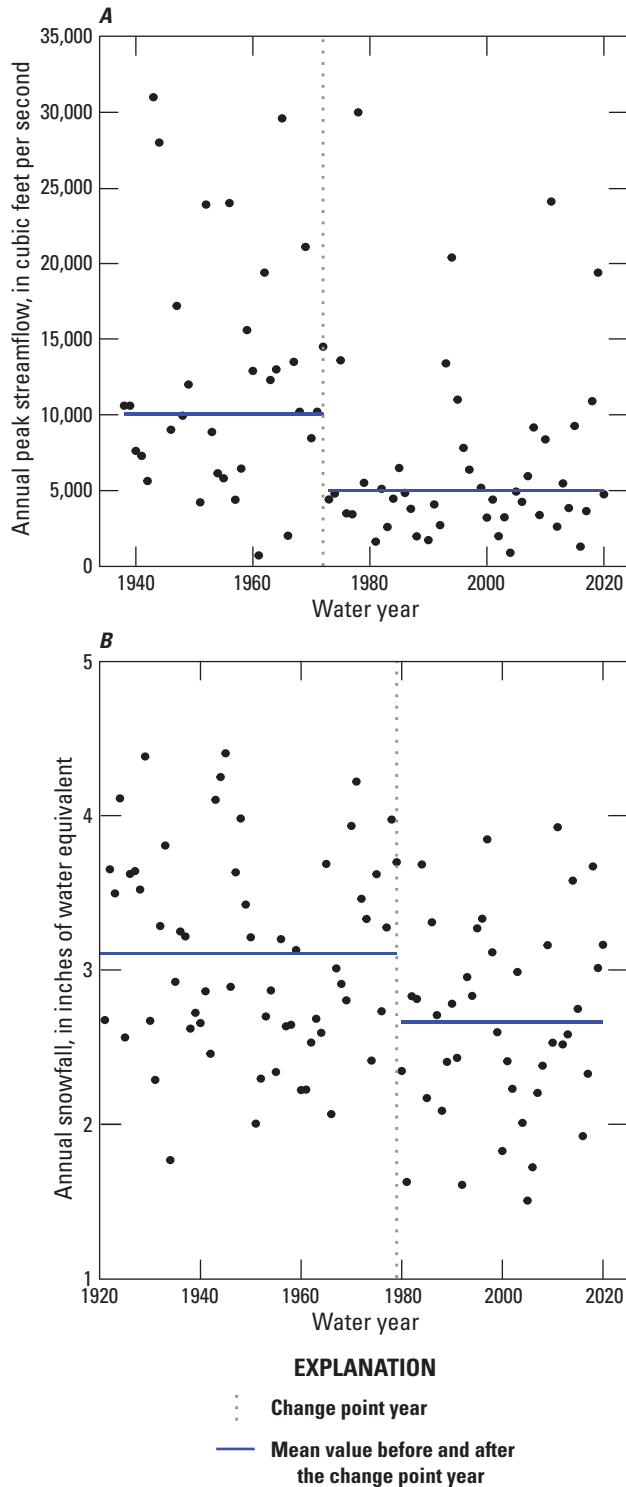 A
35,000
30,000
25,000
20,000
15,000
10,000
5,000
0
Annual peak streamflow, in cubic feet per second
1940
1960
1980
2000
2020
Water year
B
5
4
3
2
1
Annual snowfall, in inches of water equivalent
1920
1940
1960
1980
2000
2020
Water year
EXPLANATION
Change point year
Mean value before and after
the change point year